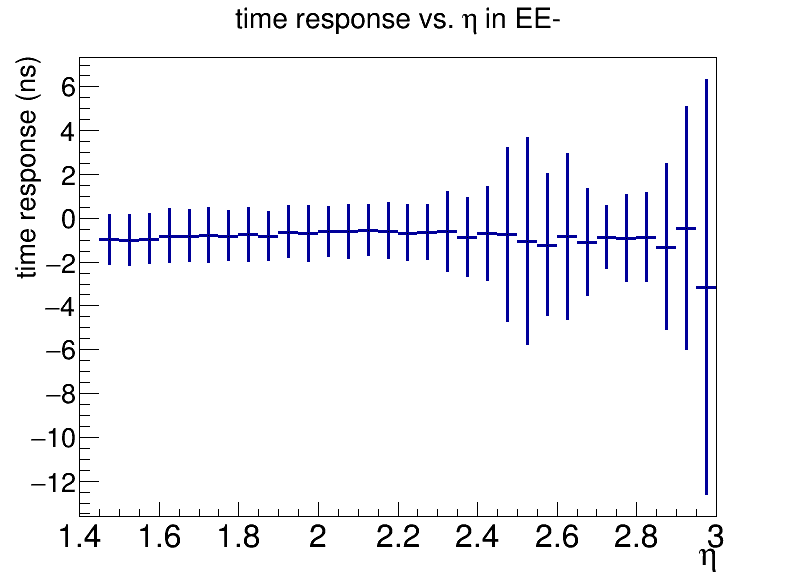 time response vs. η in EE-
time response (ns)
6
4
2
0
−2
−4
−6
−8
−10
−12
1.4 1.6 1.8 2 2.2 2.4 2.6 2.8 3
η